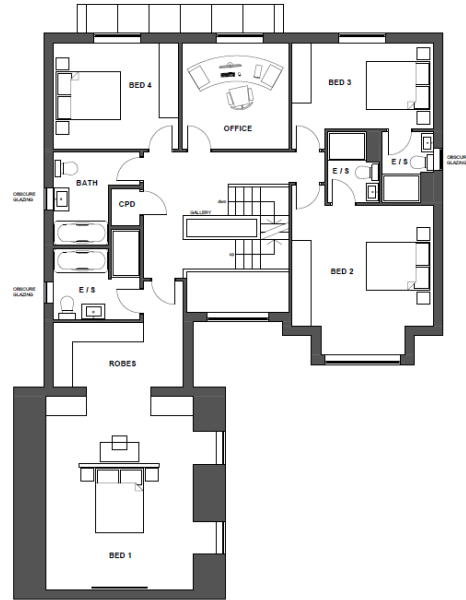 BED 4
BED 3
OFFICE
E / S
OBSCURE
GLAZING
E / S
BATH
OBSCURE
GLAZING
CPD
GALLERY
BED 2
OBSCURE
GLAZING
E / S
ROBES
BED 1